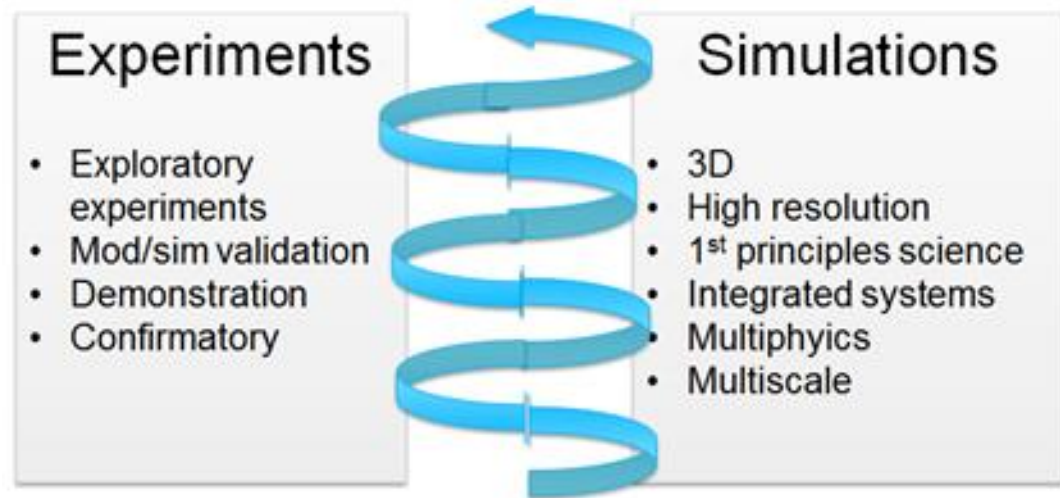 Experiments
• Exploratory
experiments
• Mod/sim validation
• Demonstration
• Confirmatory
Simulations
• 3D
• High resolution
• 1st principles science
• Integrated systems
• Multiphyics
• Multiscale